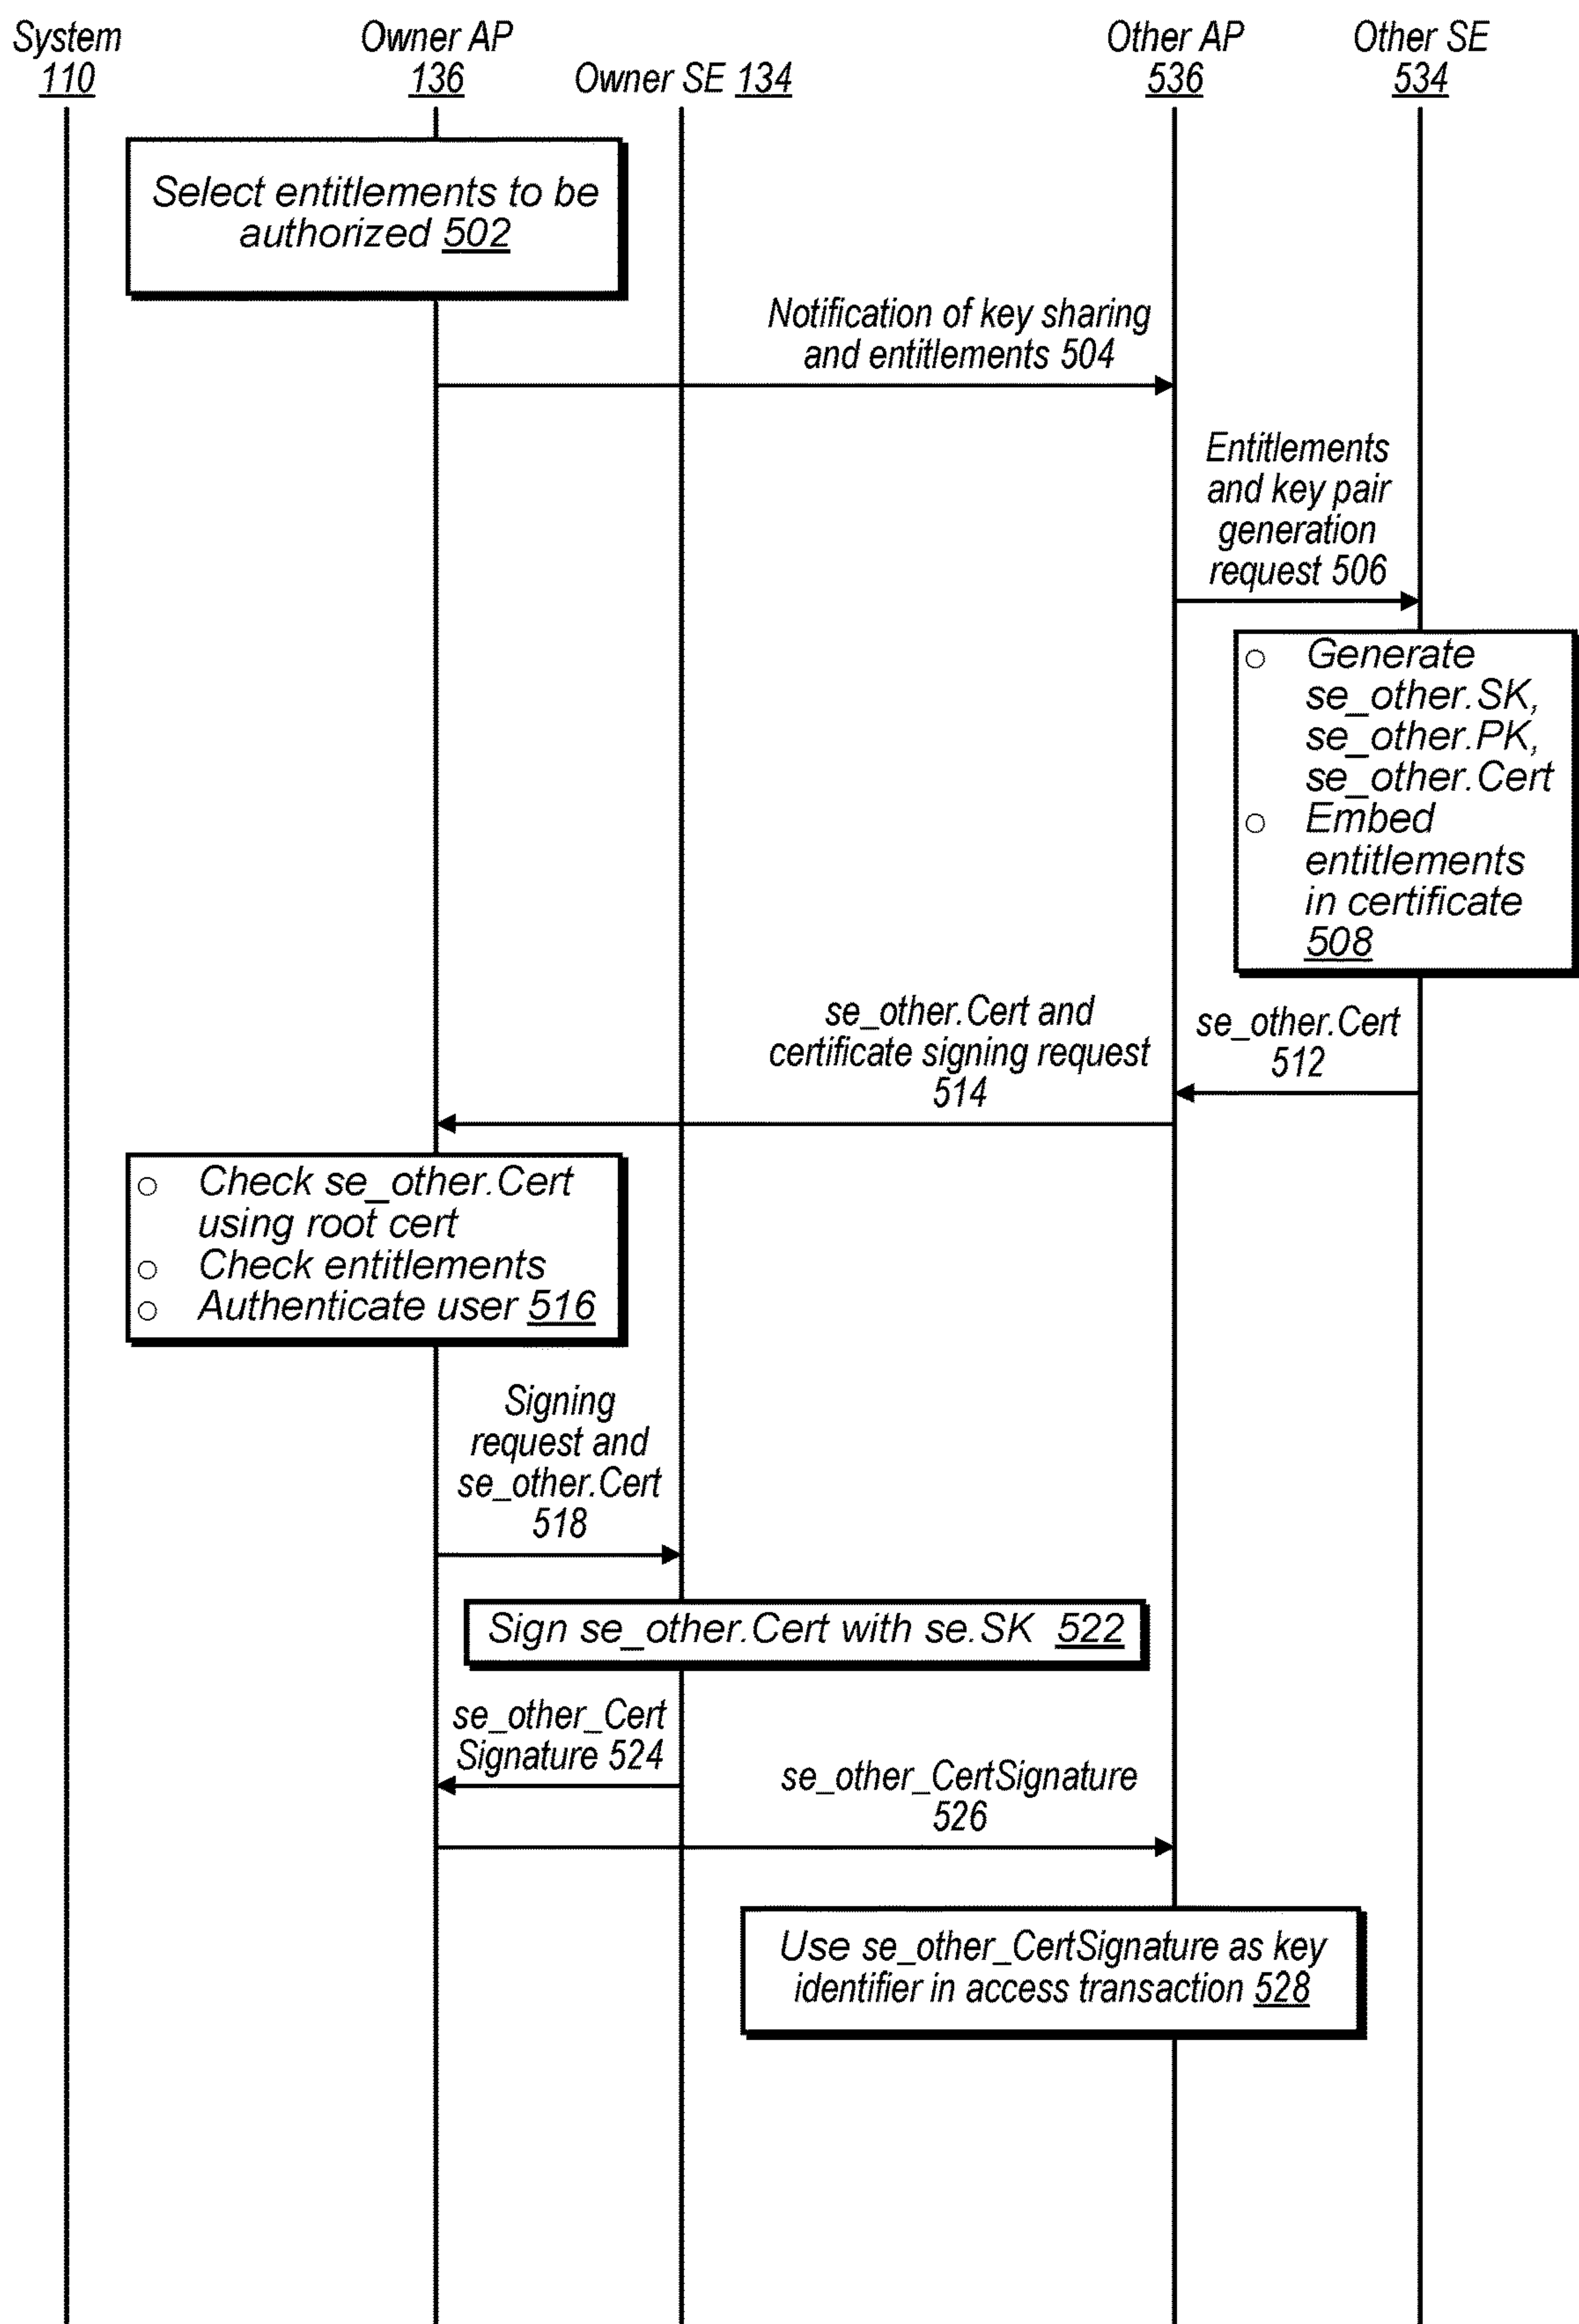 System
110
Owner AP
136
Owner SE 134
Other AP
536
Other SE
534
Select entitlements to be
authorized 502
Notification of key sharing
and entitlements 504
Entitlements
and key pair
generation
request 506
○ Generate
se_other.SK,
se_other.PK,
se_other.Cert
○ Embed
entitlements
in certificate
508
se_other.Cert
512
se_other.Cert and
certificate signing request
514
○ Check se_other.Cert
using root cert
○ Check entitlements
○ Authenticate user 516
Signing
request and
se_other.Cert
518
Sign se_other.Cert with se.SK 522
se_other_Cert
Signature 524
se_other_CertSignature
526
Use se_other_CertSignature as key
identifier in access transaction 528